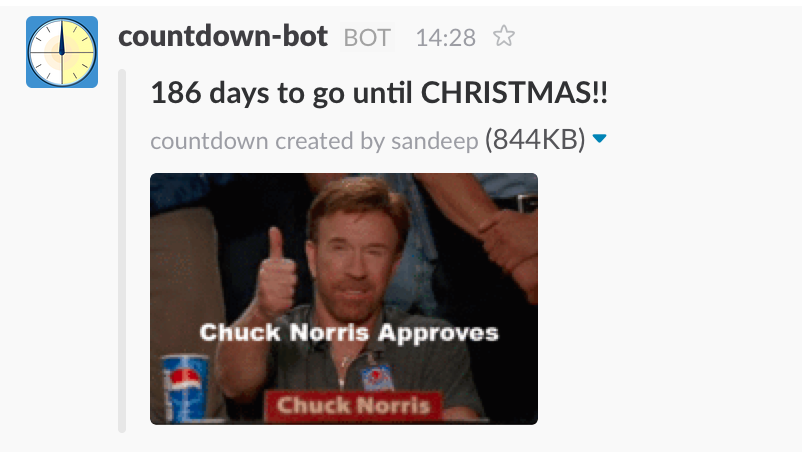 countdown-bot BOT 14:28
186 days to go until CHRISTMAS!!
countdown created by sandeep (844KB)
Chuck Norris Approves
Chuck Norris